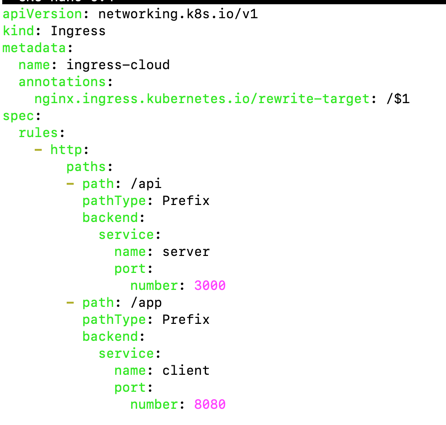 apiVersion: networking.k8s.io/v1
kind: Ingress
metadata:
  name: ingress-cloud
  annotations:
    nginx.ingress.kubernetes.io/rewrite-target: /$1
spec:
  rules:
    - http:
        paths:
        - path: /api
          pathType: Prefix
          backend:
            service:
              name: server
              port:
                number: 3000
        - path: /app
          pathType: Prefix
          backend:
            service:
              name: client
              port:
                number: 8080